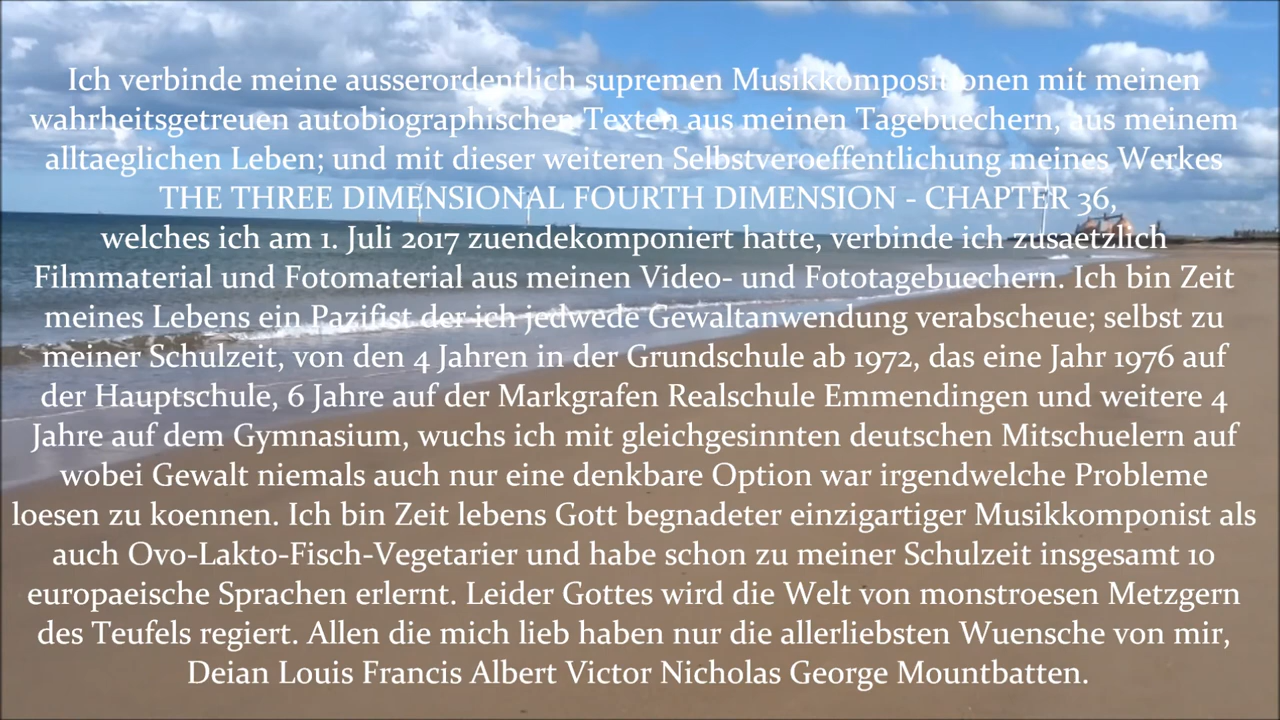 Ich verbinde meine ausserordentlich supremen Musikkompositionen mit meinen
wahrheitsgetreuen autobiographischen Texten aus meinen Tagebuechern, aus meinem
alltaeglichen Leben; und mit dieser weiteren Selbstveroeffentlichung meines Werkes
THE THREE DIMENSIONAL FOURTH DIMENSION - CHAPTER 36,
welches ich am 1. Juli 2017 zuendekomponiert hatte, verbinde ich zusaetzlich
Filmmaterial und Fotomaterial aus meinen Video- und Fototagebuechern. Ich bin Zeit
meines Lebens ein Pazifist der ich jedwede Gewaltanwendung verabscheue; selbst zu
meiner Schulzeit, von den 4 Jahren in der Grundschule ab 1972, das eine Jahr 1976 auf
der Hauptschule, 6 Jahre auf der Markgrafen Realschule Emmendingen und weitere 4
Jahre auf dem Gymnasium, wuchs ich mit gleichgesinnten deutschen Mitschuelern auf
wobei Gewalt niemals auch nur eine denkbare Option war irgendwelche Probleme
loesen zu koennen. Ich bin Zeit lebens Gott begnadeter einzigartiger Musikkomponist als
auch Ovo-Lakto-Fisch-Vegetarier und habe schon zu meiner Schulzeit insgesamt 10
europaeische Sprachen erlernt. Leider Gottes wird die Welt von monstroesen Metzgern
des Teufels regiert. Allen die mich lieb haben nur die allerliebsten Wuensche von mir,
Deian Louis Francis Albert Victor Nicholas George Mountbatten.